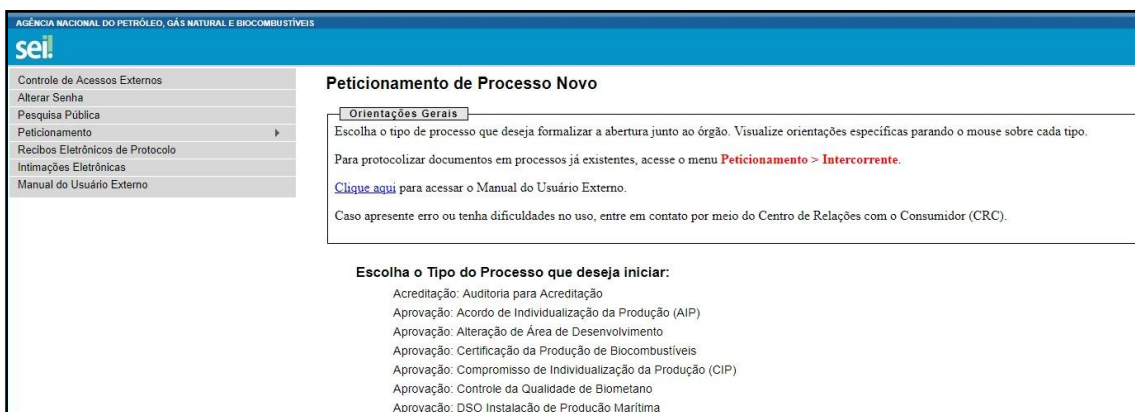 AGÊNCIA NACIONAL DO PETRÓLEO, GÁS NATURAL E BIOCOMBUSTÍVEIS
sei!
Controle de Acessos Externos
Alterar Senha
Pesquisa Pública
Peticionamento
Recibos Eletrônicos de Protocolo
Intimações Eletrônicas
Manual do Usuário Externo
Peticionamento de Processo Novo
Orientações Gerais
Escolha o tipo de processo que deseja formalizar a abertura junto ao órgão. Visualize orientações específicas parando o mouse sobre cada tipo.
Para protocolizar documentos em processos já existentes, acesse o menu Peticionamento > Intercorrente.
Clique aqui para acessar o Manual do Usuário Externo.
Caso apresente erro ou tenha dificuldades no uso, entre em contato por meio do Centro de Relações com o Consumidor (CRC).
Escolha o Tipo do Processo que deseja iniciar:
Acreditação: Auditoria para Acreditação
Aprovação: Acordo de Individualização da Produção (AIP)
Aprovação: Alteração de Área de Desenvolvimento
Aprovação: Certificação da Produção de Biocombustíveis
Aprovação: Compromisso de Individualização da Produção (CIP)
Aprovação: Controle da Qualidade de Biometano
Aprovação: DSO Instalação de Produção Marítima